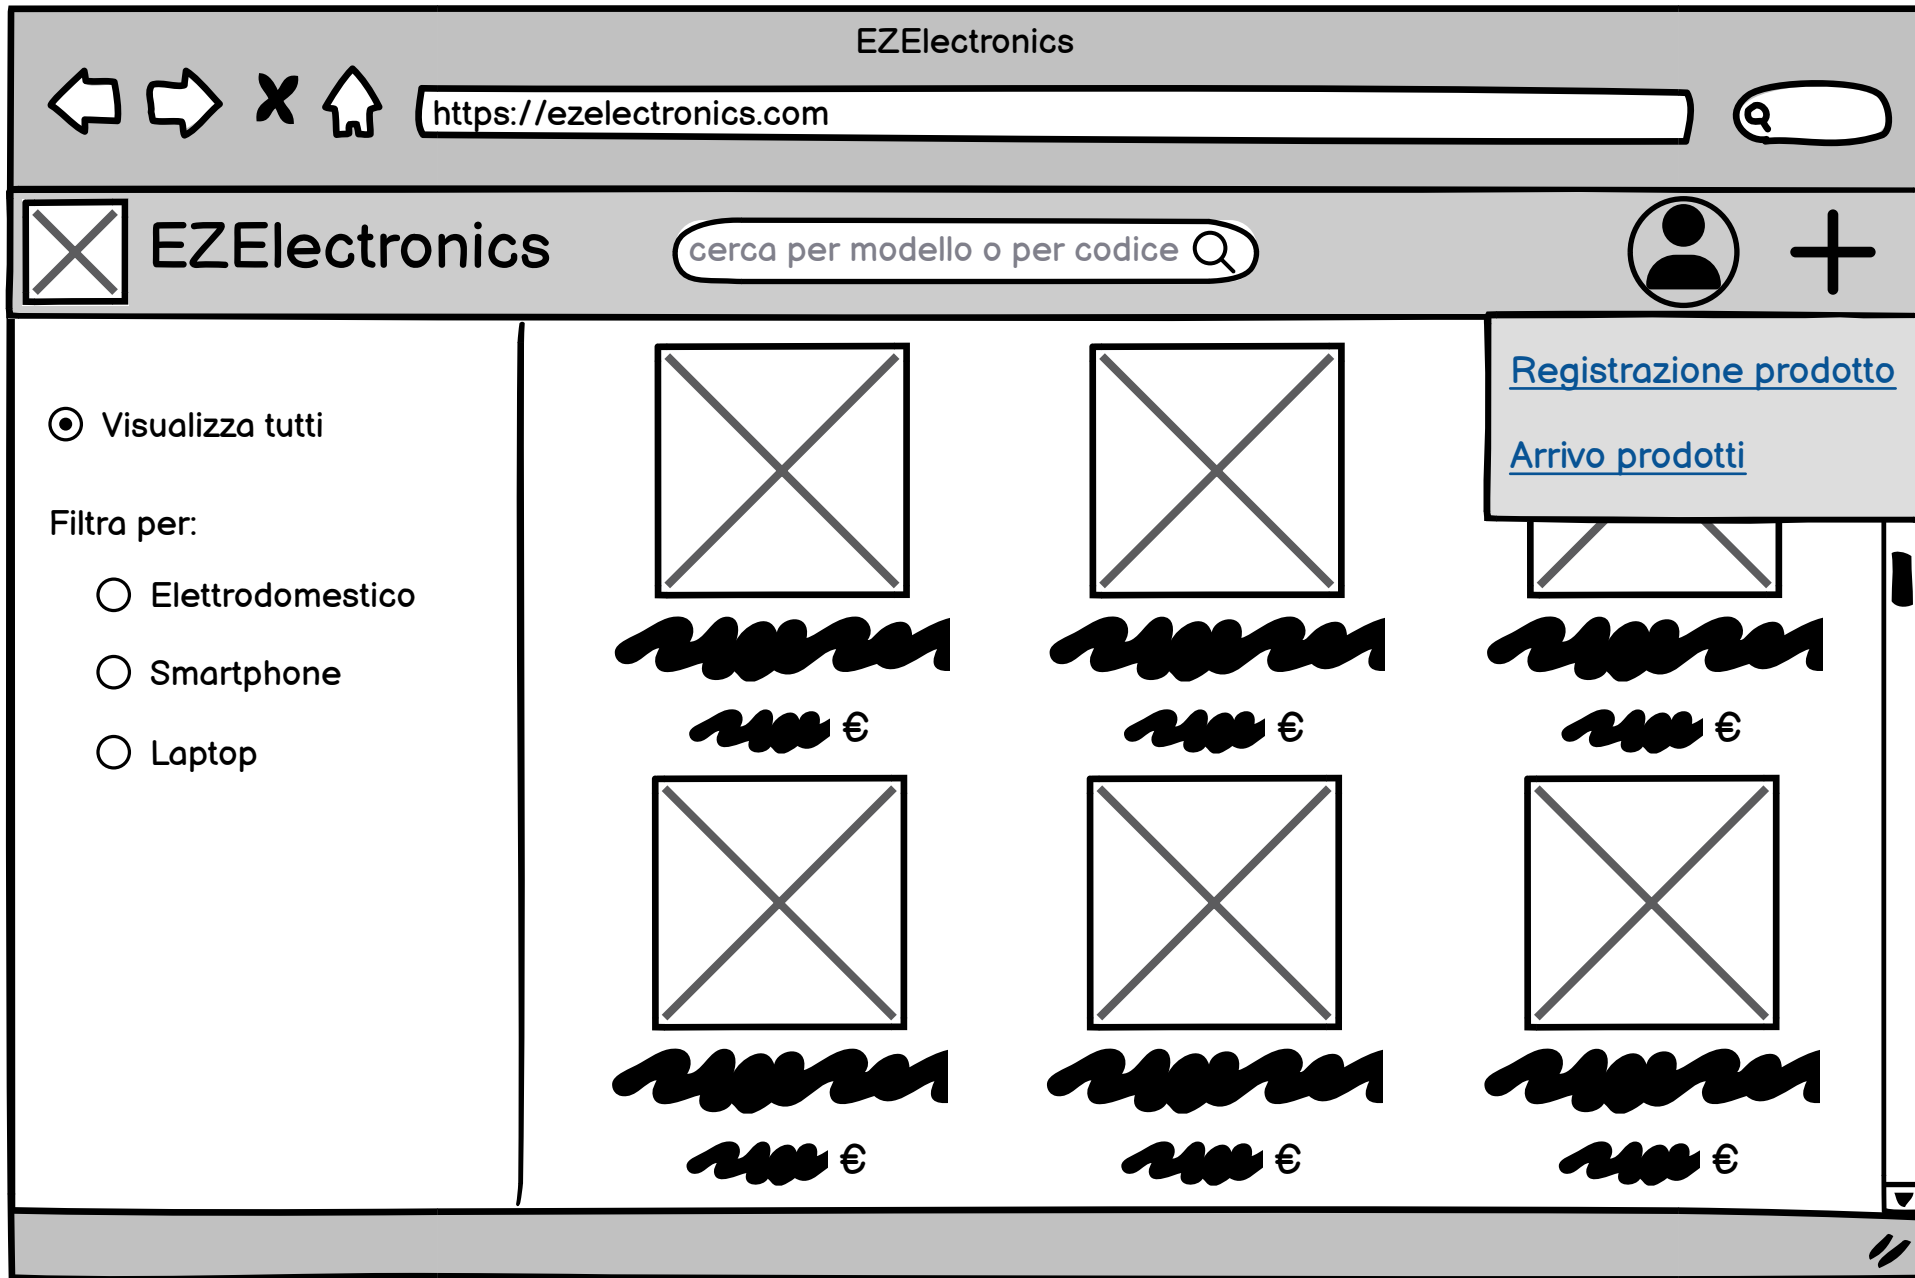 EZElectronics
https://ezelectronics.com
EZElectronics
cerca per modello o per codice
Registrazione prodotto
Arrivo prodotti
Visualizza tutti
Filtra per:
Elettrodomestico
Smartphone
Laptop
€
€
€
€
€
€